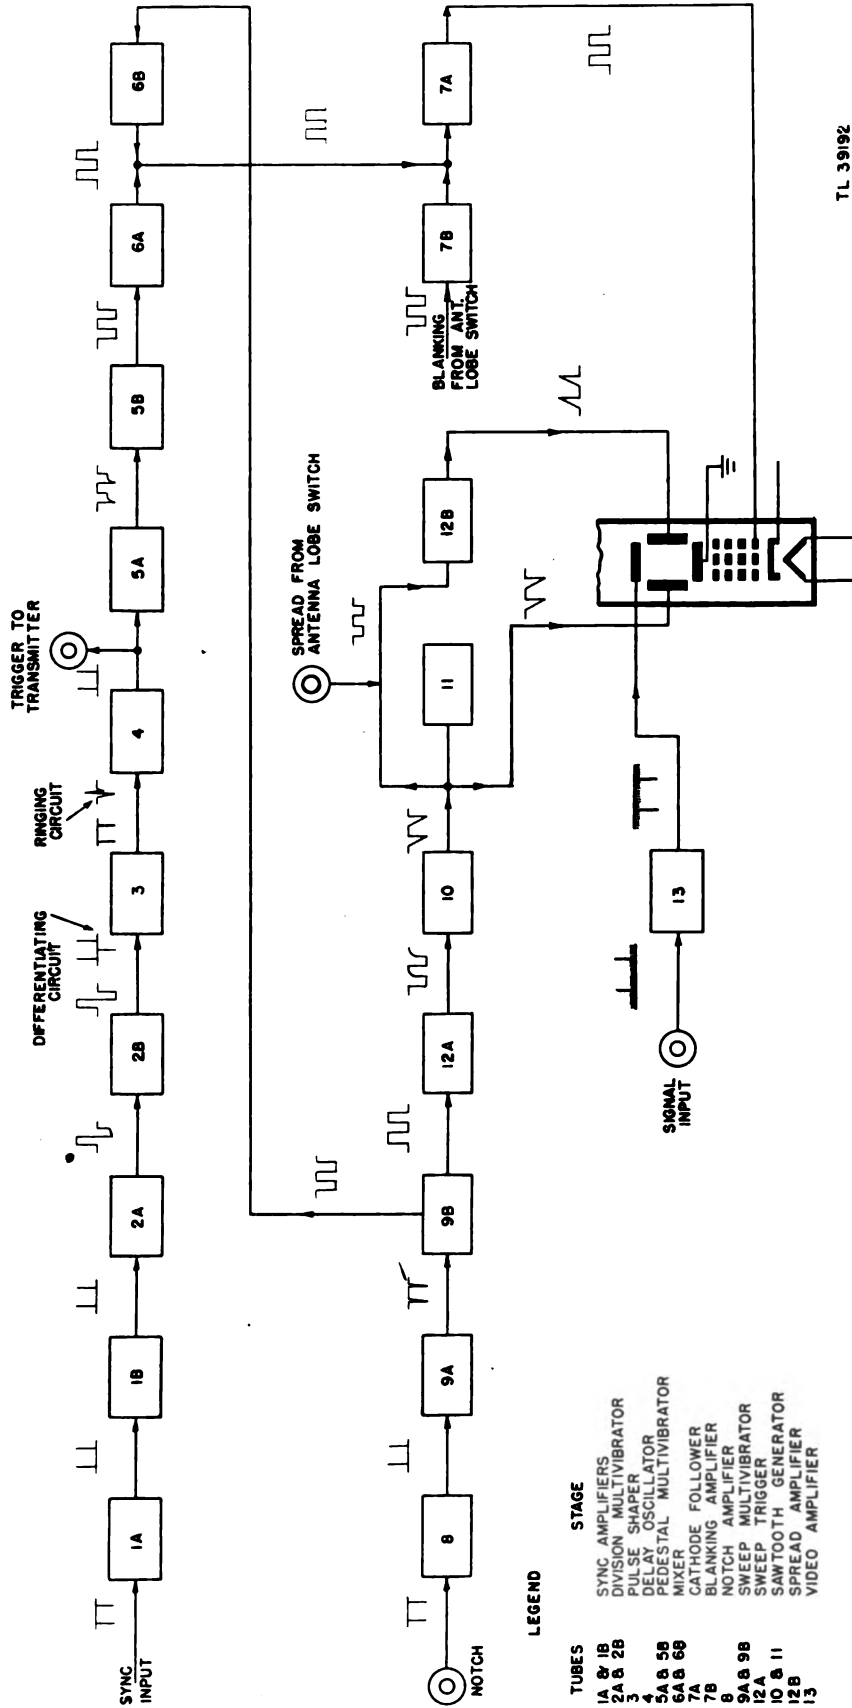 SYNC
INPUT
1A
1B
2A
2B
DIFFERENTIATING
CIRCUIT
3
RINGING
CIRCUIT
4
TRIGGER TO
TRANSMITTER
5A
5B
6A
6B
NOTCH
8
9A
9B
12A
10
11
SPREAD FROM
ANTENNA LOBE SWITCH
12B
BLANKING
FROM ANT.
LOBE SWITCH
7B
7A
SIGNAL
INPUT
13
LEGEND
TUBES STAGE
1A & 1B SYNC AMPLIFIERS
2A & 2B DIVISION MULTIVIBRATOR
3 PULSE SHAPER
4 DELAY OSCILLATOR
5A & 5B PEDESTAL MULTIVIBRATOR
6A & 6B MIXER
7A CATHODE FOLLOWER
7B BLANKING AMPLIFIER
8 NOTCH AMPLIFIER
9A & 9B SWEEP MULTIVIBRATOR
12A SWEEP TRIGGER
10 & 11 SAWTOOTH GENERATOR
12B SPREAD AMPLIFIER
13 VIDEO AMPLIFIER
TL 39192